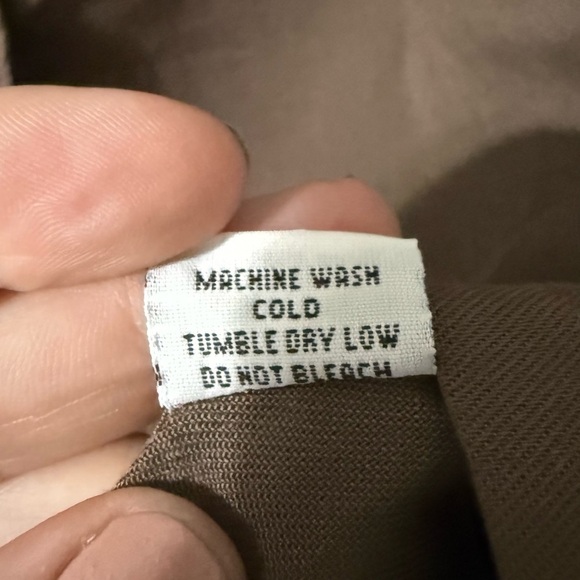 MACHINE WASH
COLD
TUMBLE DRY LOW
DO NOT BLEACH